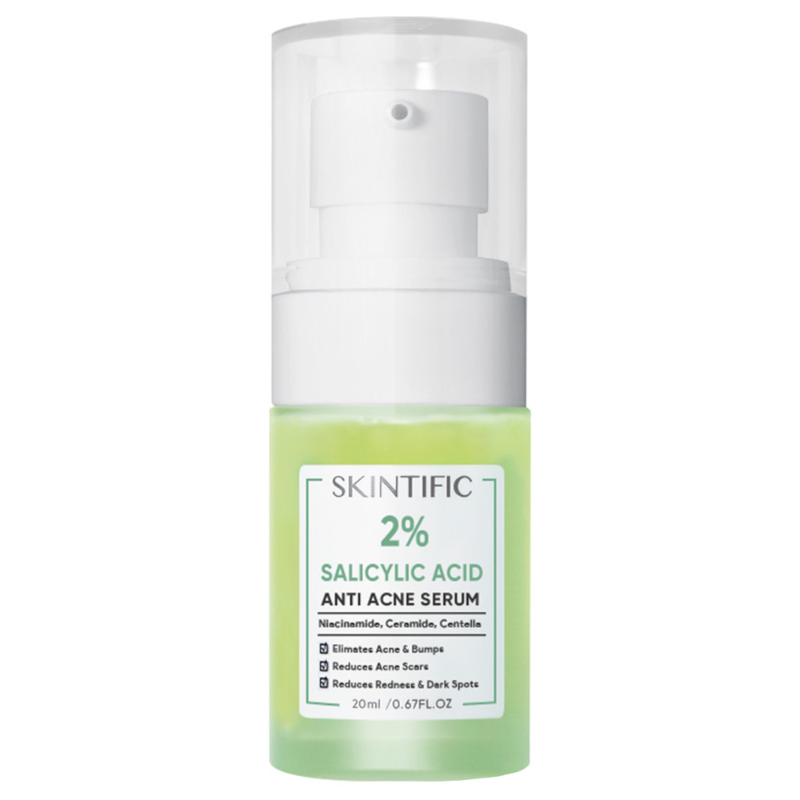 SKINTIFIC
2%
SALICYLIC ACID
ANTI ACNE SERUM
Niacinamide, Ceramide, Centella
Elimates Acne & Bumps
Reduces Acne Scars
Reduces Redness & Dark Spots
20ml /0.67FL.OZ